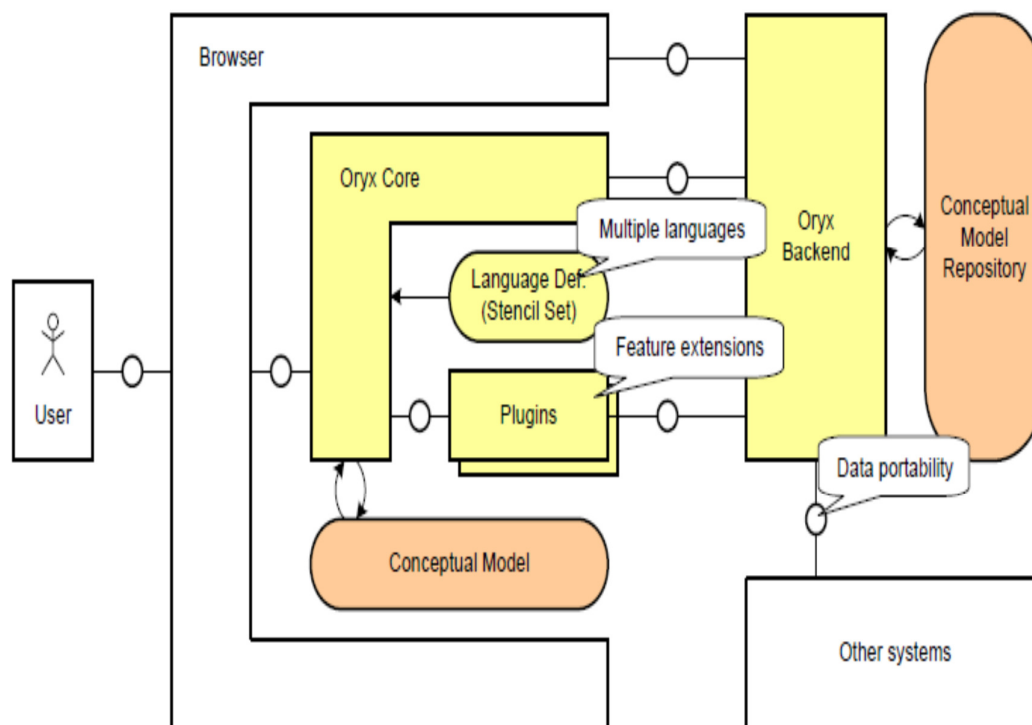 Browser
Oryx Core
Multiple languages
Language Def.
(Stencil Set)
Feature extensions
Plugins
User
Conceptual Model
Oryx
Backend
Conceptual
Model
Repository
Data portability
Other systems